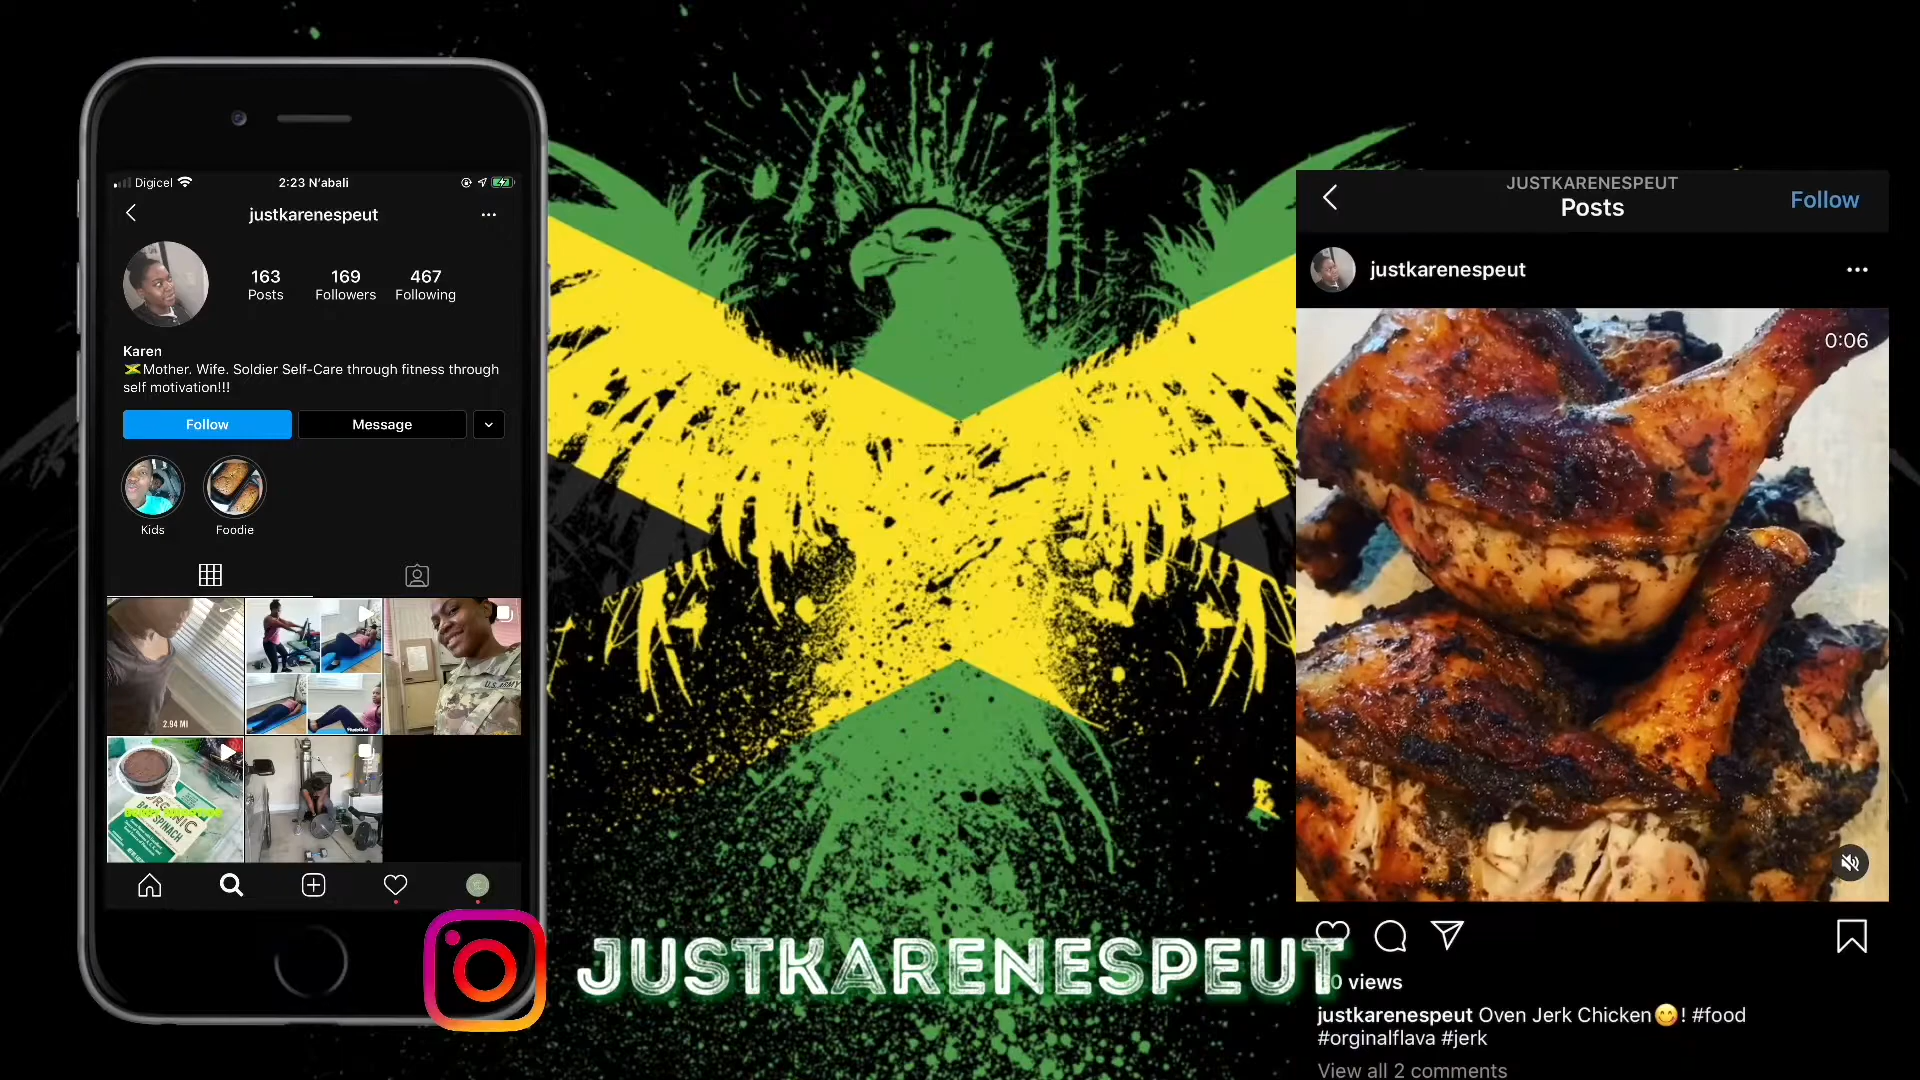 Digicel
2:23 N'abali
justkarenespeut
163
169
467
Posts
Followers
Following
Karen
🇯🇲Mother. Wife. Soldier Self-Care through fitness through
self motivation!!!
Follow
Message
Kids
Foodie
2.94 MI
U.S. ARMY
SPINACH
JUSTKARENESPEUT
JUSTKARENESPEUT
Posts
Follow
justkarenespeut
0:06
0 views
justkarenespeut Oven Jerk Chicken😋! #food
#orginalflava #jerk
View all 2 comments